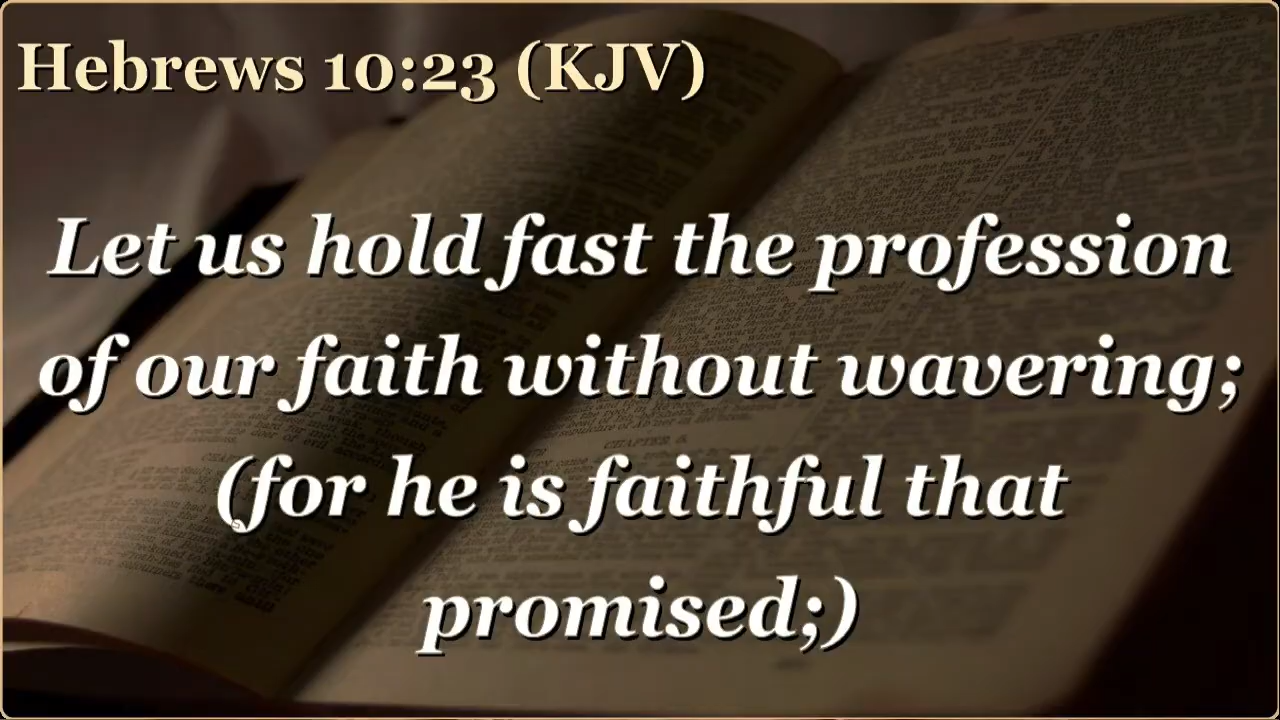 Hebrews 10:23 (KJV)
Let us hold fast the profession
of our faith without wavering;
(for he is faithful that
promised;)